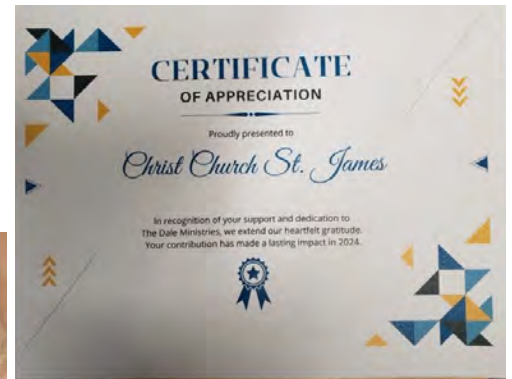 CERTIFICATE
OF APPRECIATION
Proudly presented to
Christ Church St. James
In recognition of your support and dedication to
The Dale Ministries, we extend our heartfelt gratitude.
Your contribution has made a lasting impact in 2024.